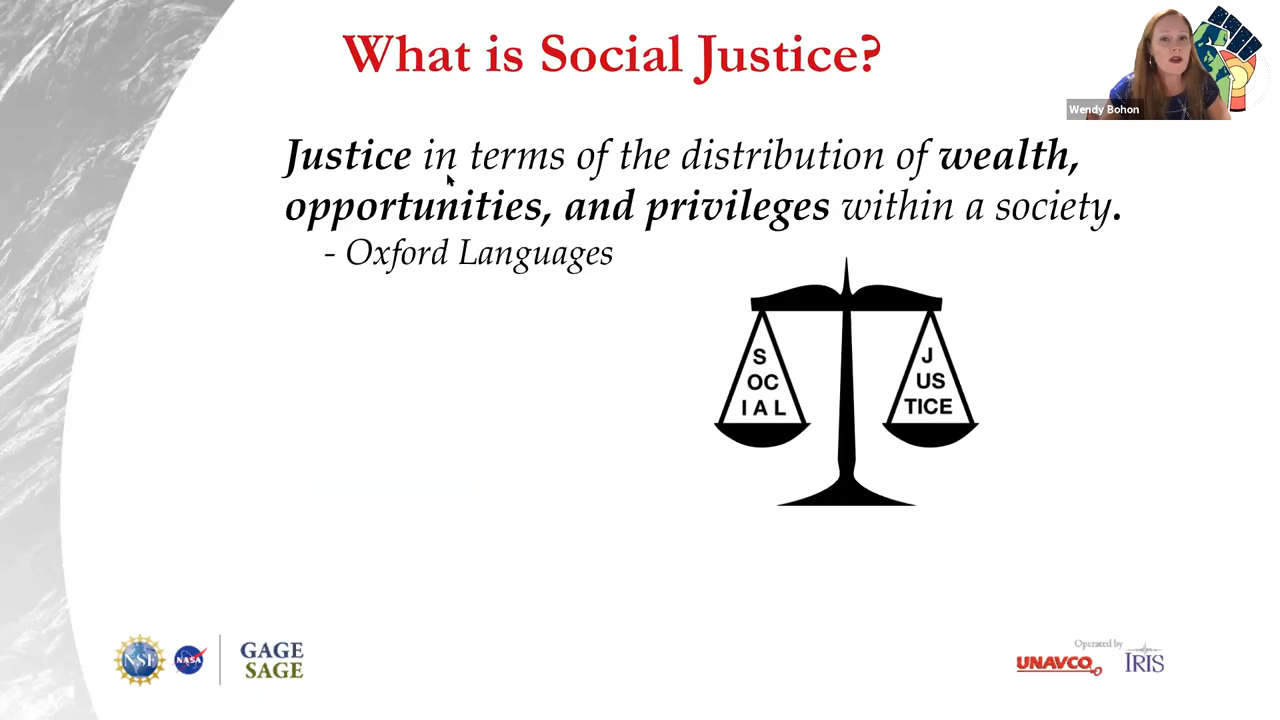 What is Social Justice?
Wendy Bohon
Justice in terms of the distribution of wealth,
opportunities, and privileges within a society.
- Oxford Languages
S
OC
I A L
J
US
TICE
NSF
NASA
GAGE
SAGE
Operated by
UNAVCO
IRIS